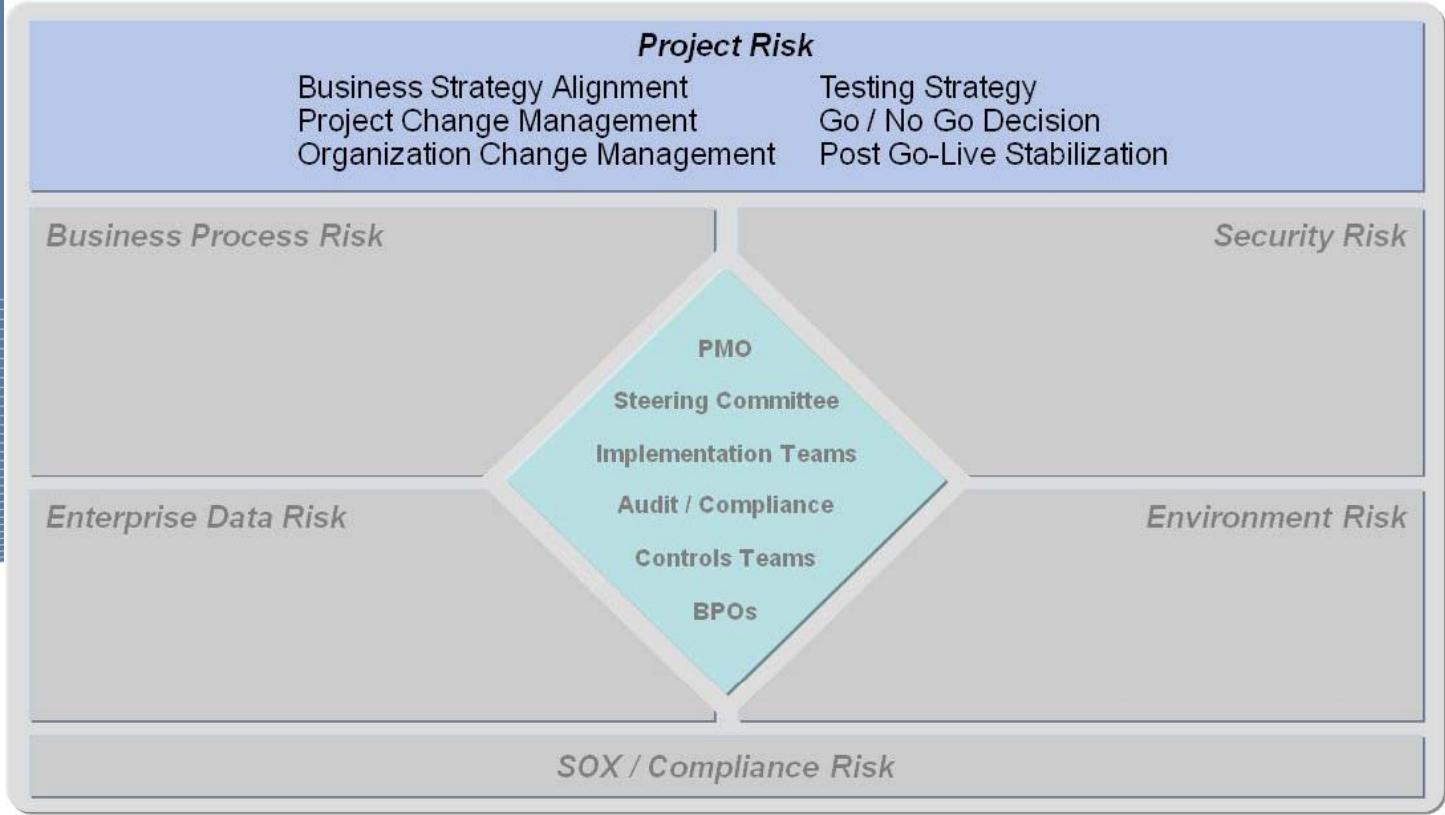 Project Risk
Business Strategy Alignment
Project Change Management
Organization Change Management
Testing Strategy
Go / No Go Decision
Post Go-Live Stabilization
Business Process Risk
Security Risk
PMO
Steering Committee
Implementation Teams
Audit / Compliance
Controls Teams
BPOs
Enterprise Data Risk
Environment Risk
SOX / Compliance Risk